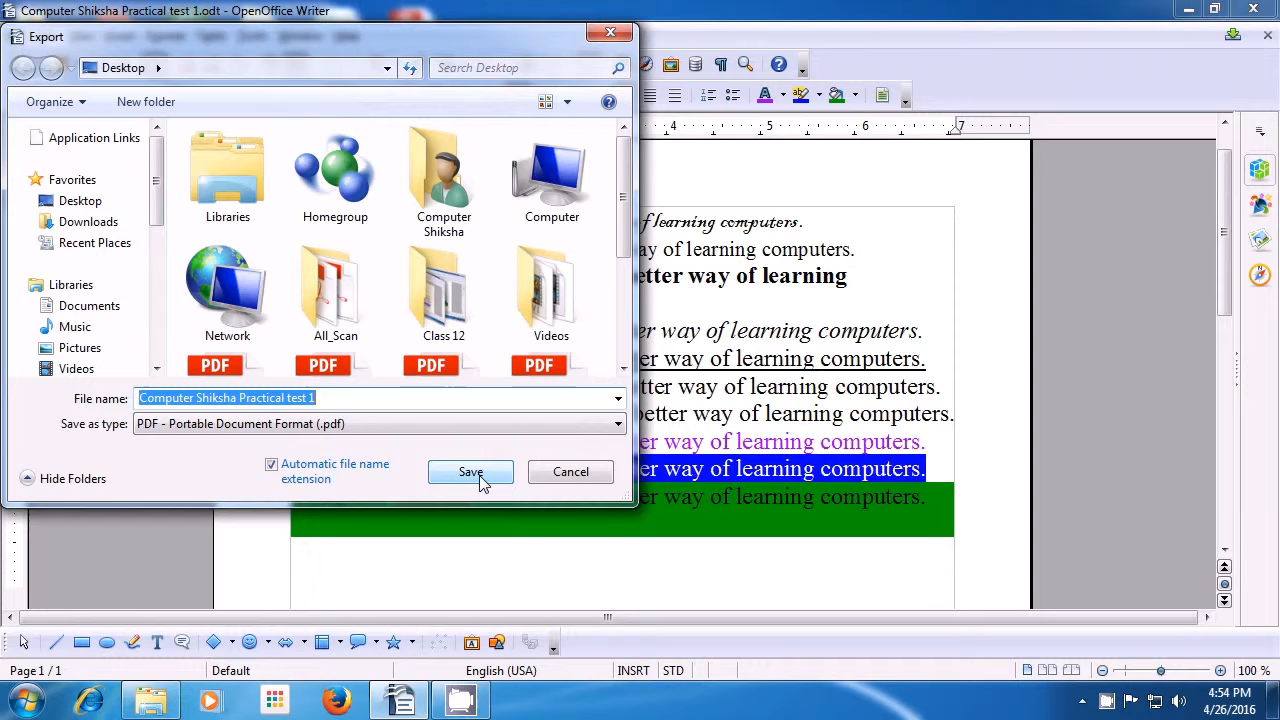 Computer Shiksha Practical test 1.odt - OpenOffice Writer
Export
Desktop
Search Desktop
Organize
New folder
Application Links
Favorites
Desktop
Downloads
Recent Places
Libraries
Documents
Music
Pictures
Videos
Libraries
Homegroup
Computer Shiksha
Computer
Network
All_Scan
Class 12
Videos
PDF
PDF
PDF
PDF
File name:
Computer Shiksha Practical test 1
Save as type:
PDF - Portable Document Format (.pdf)
Automatic file name
extension
Hide Folders
Save
Cancel
4 5 6 7
of learning computers.
ay of learning computers.
etter way of learning
er way of learning computers.
er way of learning computers.
tter way of learning computers.
better way of learning computers.
er way of learning computers.
er way of learning computers.
er way of learning computers.
Page 1 / 1
Default
English (USA)
INSRT
STD
100 %
4:54 PM
4/26/2016